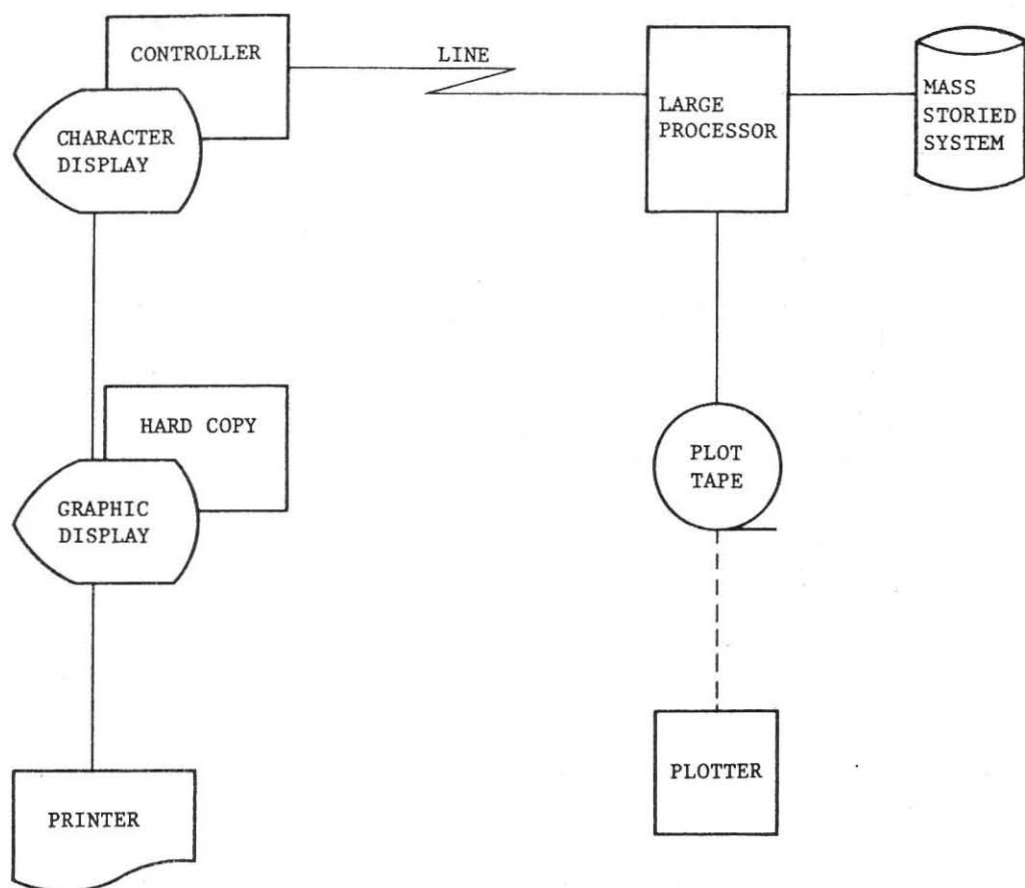 CONTROLLER
LINE
CHARACTER
DISPLAY
LARGE
PROCESSOR
MASS
STORIED
SYSTEM
HARD COPY
GRAPHIC
DISPLAY
PLOT
TAPE
PRINTER
PLOTTER